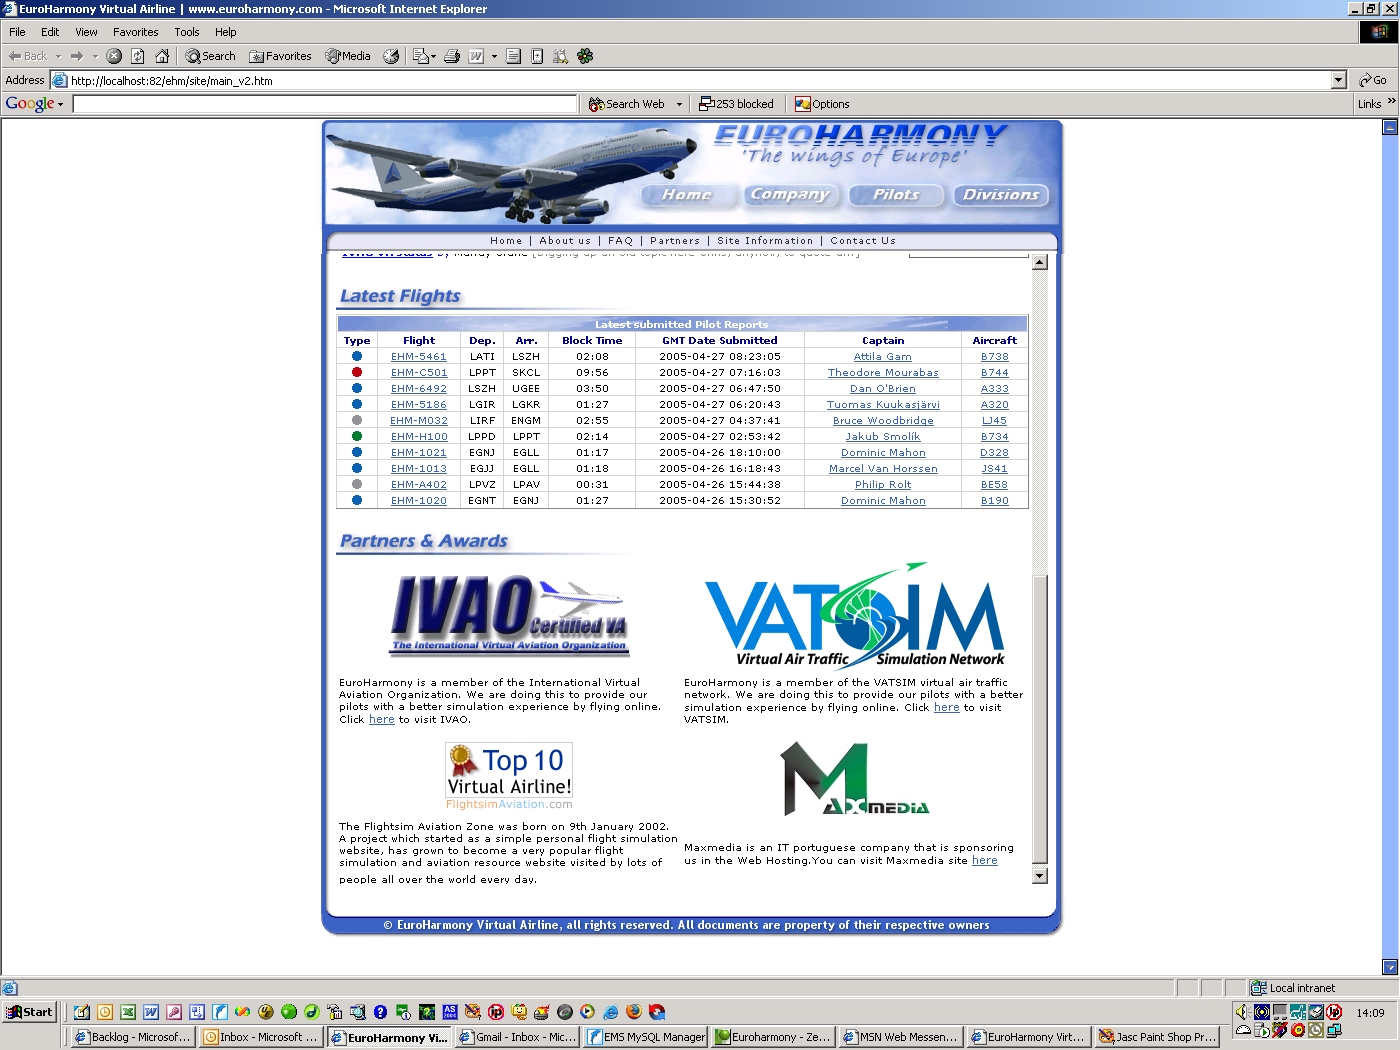 EuroHarmony Virtual Airline | www.euroharmony.com - Microsoft Internet Explorer
File Edit View Favorites Tools Help
Back Search Favorites Media
Address http://localhost:82/ehm/site/main_v2.htm Go
Google Search Web 253 blocked Options Links
EUROHARMONY
'The wings of Europe'
Home Company Pilots Divisions
Home | About us | FAQ | Partners | Site Information | Contact Us
Latest Flights
Latest submitted Pilot Reports
Type Flight Dep. Arr. Block Time GMT Date Submitted Captain Aircraft
EHM-5461 LATI LSZH 02:08 2005-04-27 08:23:05 Attila Gam B738
EHM-C501 LPPT SKCL 09:56 2005-04-27 07:16:03 Theodore Mourabas B744
EHM-6492 LSZH UGEE 03:50 2005-04-27 06:47:50 Dan O'Brien A333
EHM-5186 LGIR LGKR 01:27 2005-04-27 06:20:43 Tuomas Kuukasjärvi A320
EHM-M032 LIRF ENGM 02:55 2005-04-27 04:37:41 Bruce Woodbridge LJ45
EHM-H100 LPPD LPPT 02:14 2005-04-27 02:53:42 Jakub Smolík B734
EHM-1021 EGNJ EGLL 01:17 2005-04-26 18:10:00 Dominic Mahon D328
EHM-1013 EGJJ EGLL 01:18 2005-04-26 16:18:43 Marcel Van Horssen JS41
EHM-A402 LPVZ LPAV 00:31 2005-04-26 15:44:38 Philip Rolt BE58
EHM-1020 EGNT EGNJ 01:27 2005-04-26 15:30:52 Dominic Mahon B190
Partners & Awards
IVAO Certified VA
The International Virtual Aviation Organization
EuroHarmony is a member of the International Virtual
Aviation Organization. We are doing this to provide our
pilots with a better simulation experience by flying online.
Click here to visit IVAO.
VATSIM
Virtual Air Traffic Simulation Network
EuroHarmony is a member of the VATSIM virtual air traffic
network. We are doing this to provide our pilots with a better
simulation experience by flying online. Click here to visit
VATSIM.
Top 10
Virtual Airline!
FlightsimAviation.com
The Flightsim Aviation Zone was born on 9th January 2002.
A project which started as a simple personal flight simulation
website, has grown to become a very popular flight
simulation and aviation resource website visited by lots of
people all over the world every day.
MAXMEDIA
Maxmedia is an IT portuguese company that is sponsoring
us in the Web Hosting.You can visit Maxmedia site here
© EuroHarmony Virtual Airline, all rights reserved. All documents are property of their respective owners
Local intranet
Start 14:09
Backlog - Microsof... Inbox - Microsoft ... EuroHarmony Vi... Gmail - Inbox - Mic... EMS MySQL Manager Euroharmony - Ze... MSN Web Messen... EuroHarmony Virt... Jasc Paint Shop Pr...